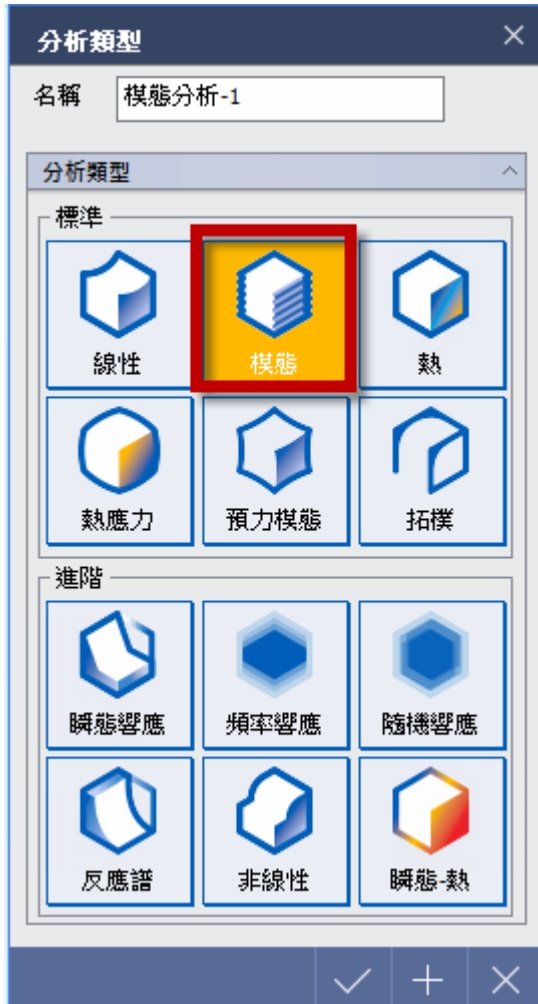 分析類型
名稱 模態分析-1
分析類型
標準
線性 模態 熱
熱應力 預力模態 拓樸
進階
瞬態響應 頻率響應 隨機響應
反應譜 非線性 瞬態-熱